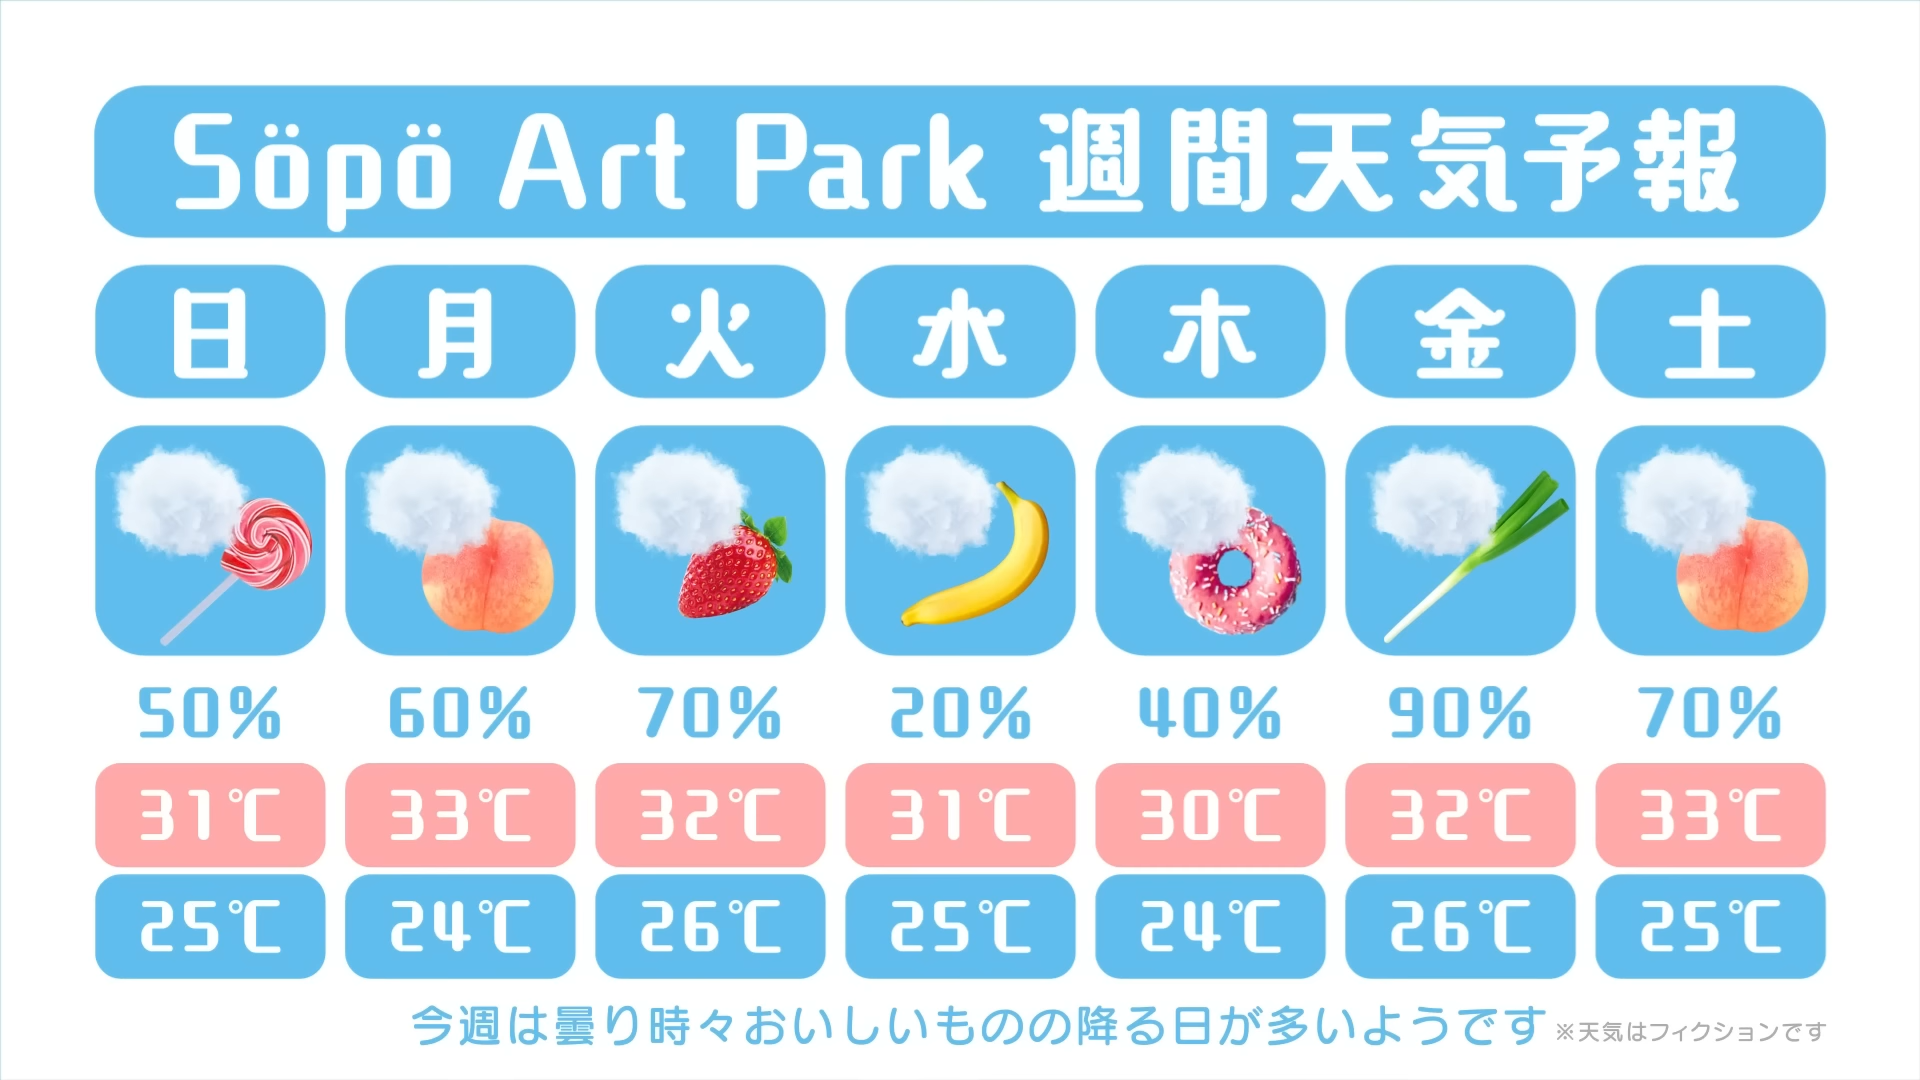 Söpö Art Park 週間天気予報
日 月 火 水 木 金 土
50% 60% 70% 20% 40% 90% 70%
31℃ 33℃ 32℃ 31℃ 30℃ 32℃ 33℃
25℃ 24℃ 26℃ 25℃ 24℃ 26℃ 25℃
今週は曇り時々おいしいものの降る日が多いようです ※天気はフィクションです